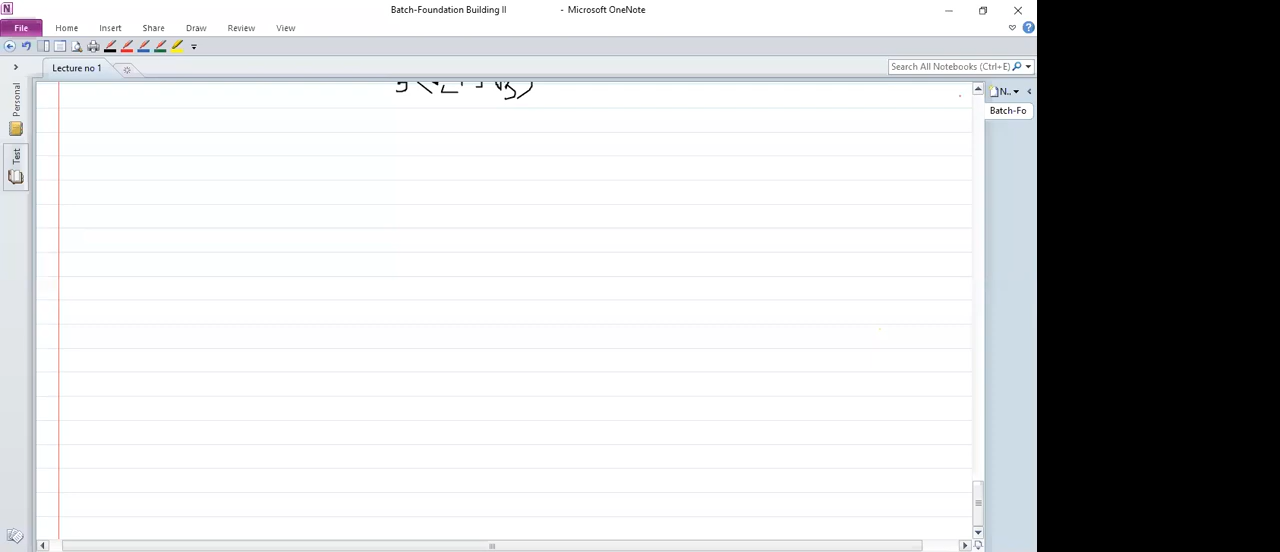 Batch-Foundation Building II - Microsoft OneNote
File Home Insert Share Draw Review View
Lecture no 1
Search All Notebooks (Ctrl+E)
Personal
Test
N..
Batch-Fo